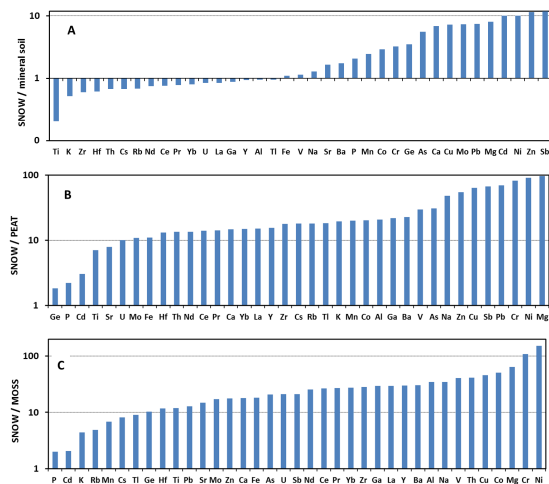 A
SNOW / mineral soil
10
1
0
Ti K Zr Hf Th Cs Rb Nd Ce Pr Yb U La Ga Y Al Tl Fe V Na Sr Ba P Mn Co Cr Ge As Ca Cu Mo Pb Mg Cd Ni Zn Sb
B
SNOW / PEAT
100
10
1
Ge P Cd Ti Sr U Mo Fe Hf Th Nd Ce Pr Ca Yb La Y Zr Cs Rb Tl K Mn Co Al Ga Ba V As Na Zn Cu Sb Pb Cr Ni Mg
C
SNOW / MOSS
100
10
1
P Cd K Rb Mn Cs Tl Ge Hf Ti Pb Sr Mo Zn Ca Fe As U Sb Nd Ce Pr Yb Zr Ga La Y Ba Al Na V Th Cu Co Mg Cr Ni